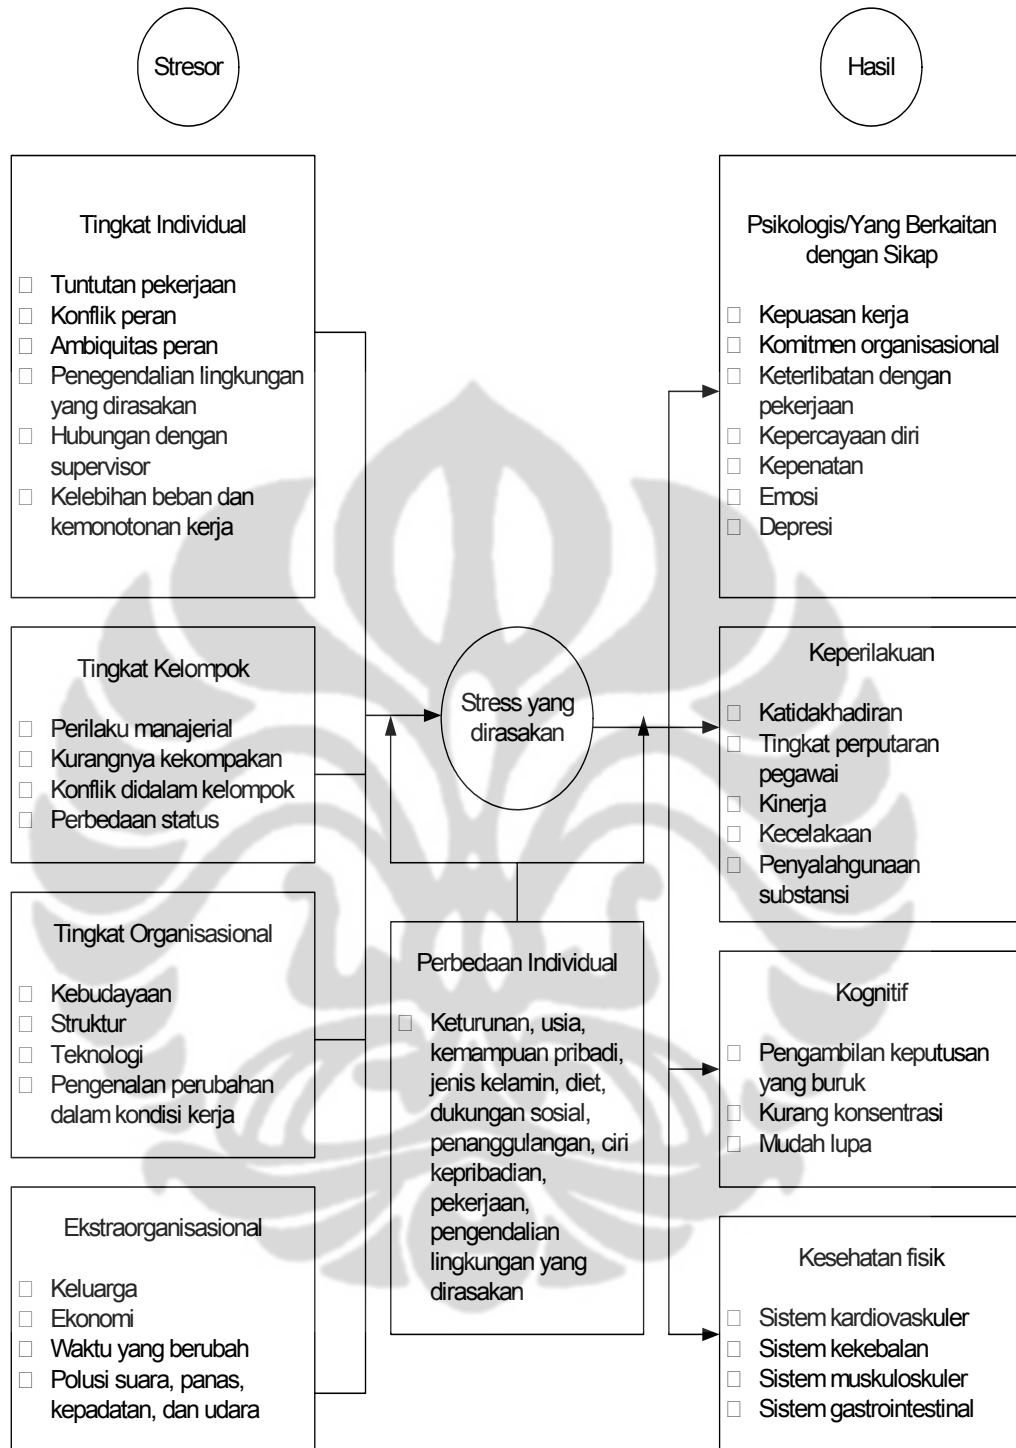 Stresor
Hasil
Tingkat Individual
□ Tuntutan pekerjaan
□ Konflik peran
□ Ambiquitas peran
□ Penegendalian lingkungan
yang dirasakan
□ Hubungan dengan
supervisor
□ Kelebihan beban dan
kemonotonan kerja
Tingkat Kelompok
□ Perilaku manajerial
□ Kurangnya kekompakan
□ Konflik didalam kelompok
□ Perbedaan status
Tingkat Organisasional
□ Kebudayaan
□ Struktur
□ Teknologi
□ Pengenalan perubahan
dalam kondisi kerja
Ekstraorganisasional
□ Keluarga
□ Ekonomi
□ Waktu yang berubah
□ Polusi suara, panas,
kepadatan, dan udara
Stress yang
dirasakan
Perbedaan Individual
□ Keturunan, usia,
kemampuan pribadi,
jenis kelamin, diet,
dukungan sosial,
penanggulangan, ciri
kepribadian,
pekerjaan,
pengendalian
lingkungan yang
dirasakan
Psikologis/Yang Berkaitan
dengan Sikap
□ Kepuasan kerja
□ Komitmen organisasional
□ Keterlibatan dengan
pekerjaan
□ Kepercayaan diri
□ Kepenatan
□ Emosi
□ Depresi
Keperilakuan
□ Katidakhadiran
□ Tingkat perputaran
pegawai
□ Kinerja
□ Kecelakaan
□ Penyalahgunaan
substansi
Kognitif
□ Pengambilan keputusan
yang buruk
□ Kurang konsentrasi
□ Mudah lupa
Kesehatan fisik
□ Sistem kardiovaskuler
□ Sistem kekebalan
□ Sistem muskuloskuler
□ Sistem gastrointestinal